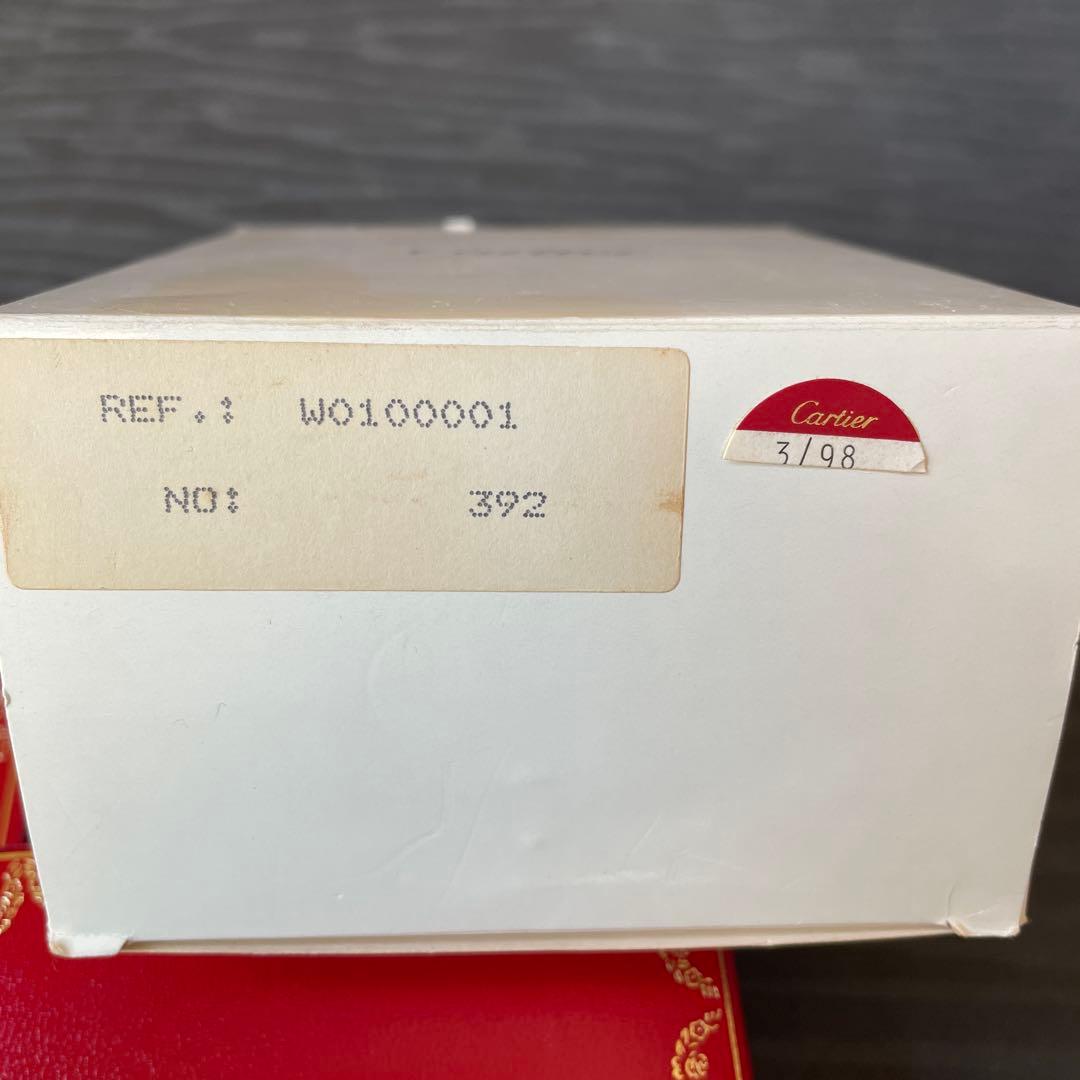 REF.: W0100001
NO: 392
Cartier
3/98